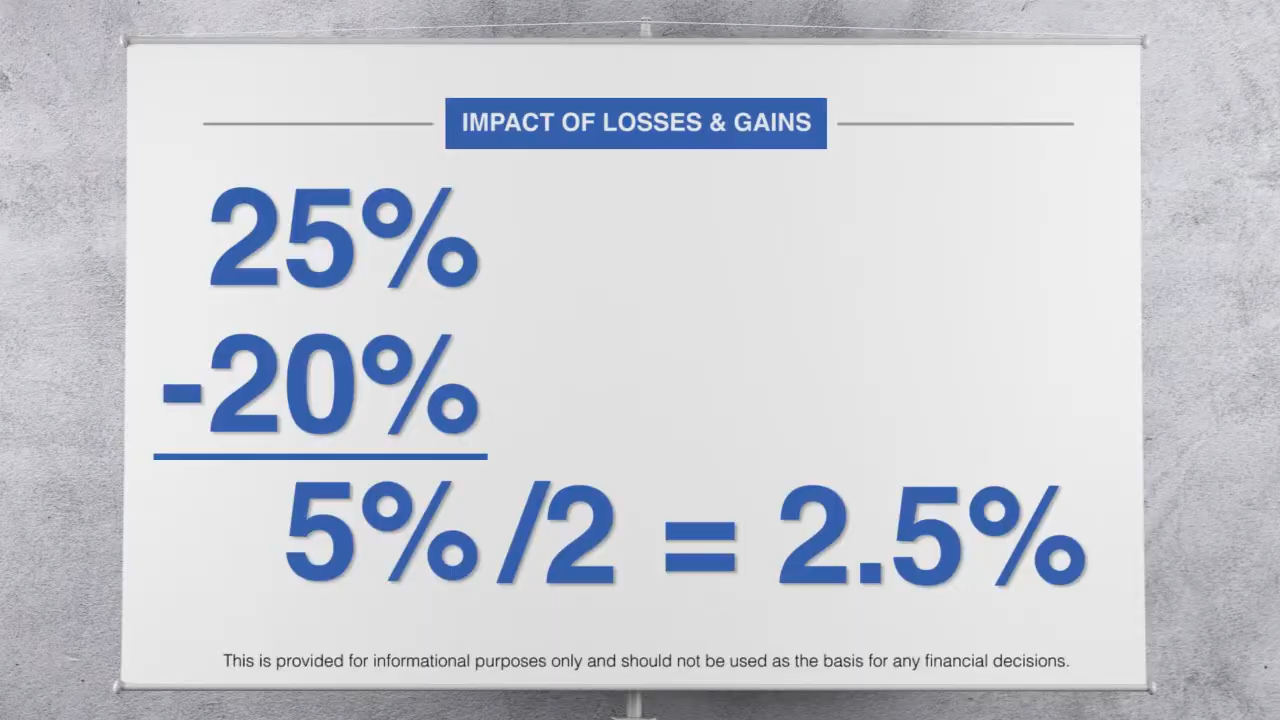 IMPACT OF LOSSES & GAINS
25%
-20%
5%/2 = 2.5%
This is provided for informational purposes only and should not be used as the basis for any financial decisions.